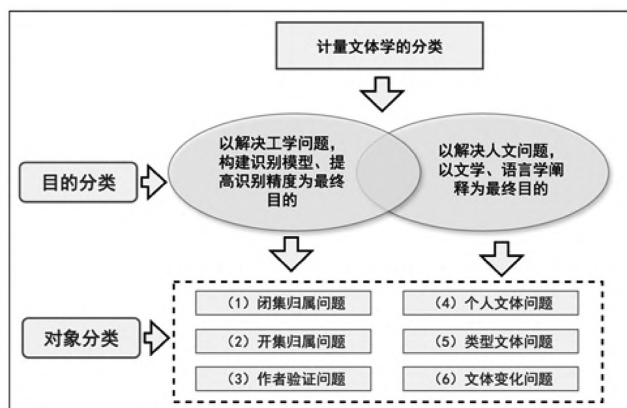 计量文体学的分类
以解决工学问题，
构建识别模型、提
高识别精度为最终
目的
以解决人文问题，
以文学、语言学阐
释为最终目的
目的分类
对象分类
（1）闭集归属问题
（2）开集归属问题
（3）作者验证问题
（4）个人文体问题
（5）类型文体问题
（6）文体变化问题